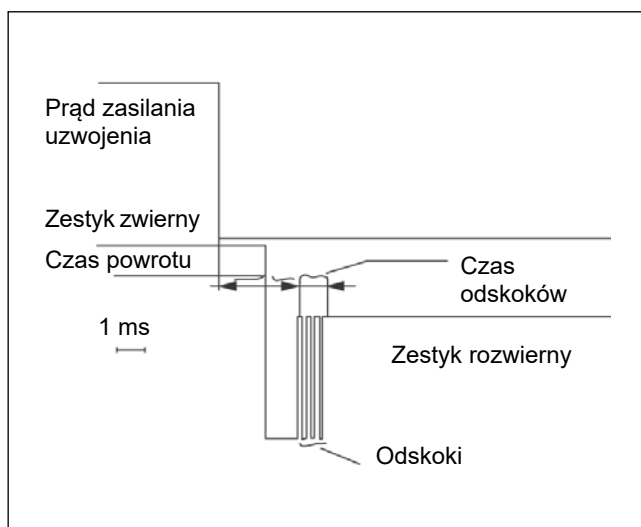 Prąd zasilania
uzwojenia
Zestyk zwierny
Czas powrotu
Czas
odskoków
1 ms
Zestyk rozwierny
Odskoki